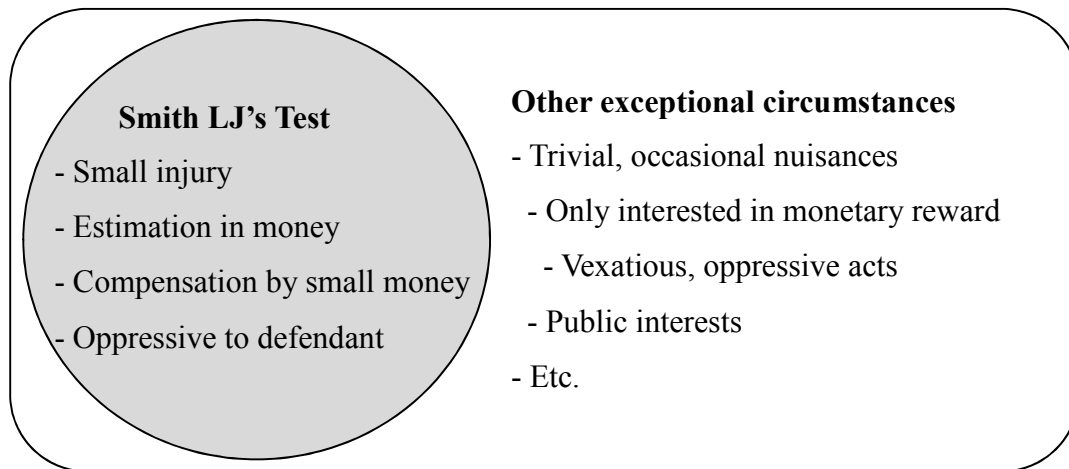 Smith LJ’s Test
- Small injury
- Estimation in money
- Compensation by small money
- Oppressive to defendant
Other exceptional circumstances
- Trivial, occasional nuisances
- Only interested in monetary reward
- Vexatious, oppressive acts
- Public interests
- Etc.